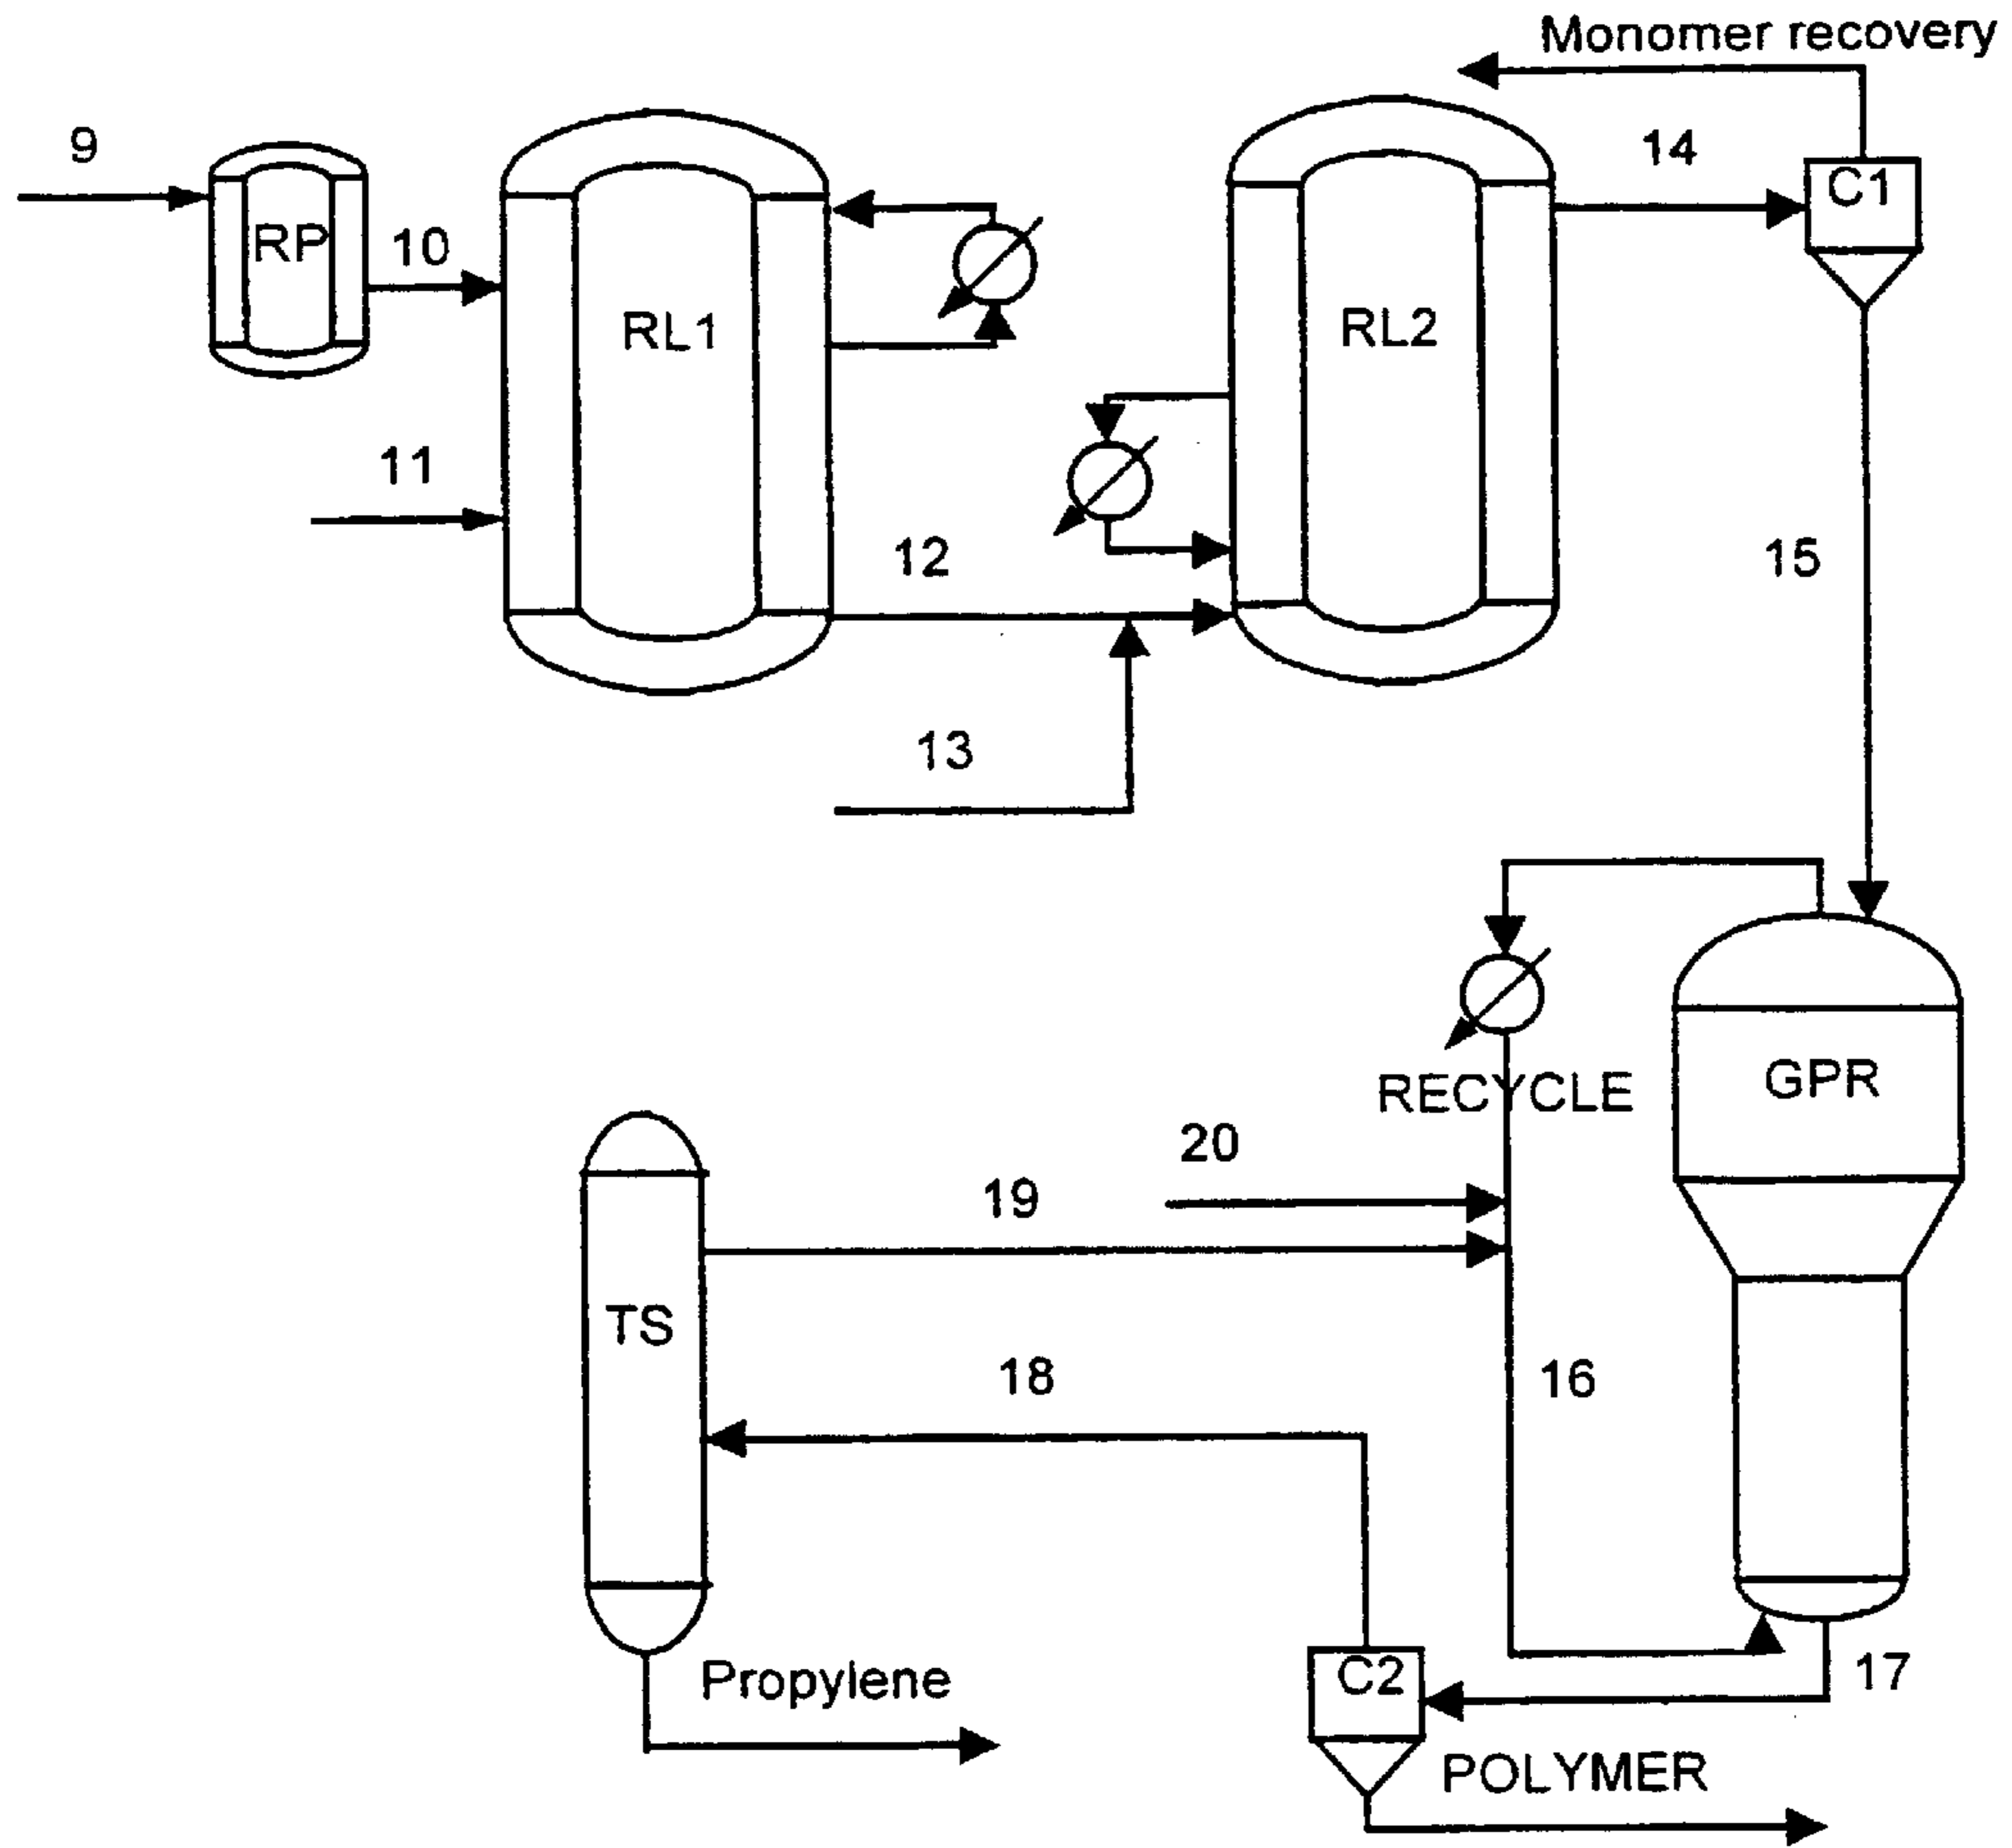 Monomer recovery
9
14
C1
RP
10
RL1
RL2
11
12
15
13
GPR
RECYCLE
20
19
TS
18
16
Propylene
C2
17
POLYMER